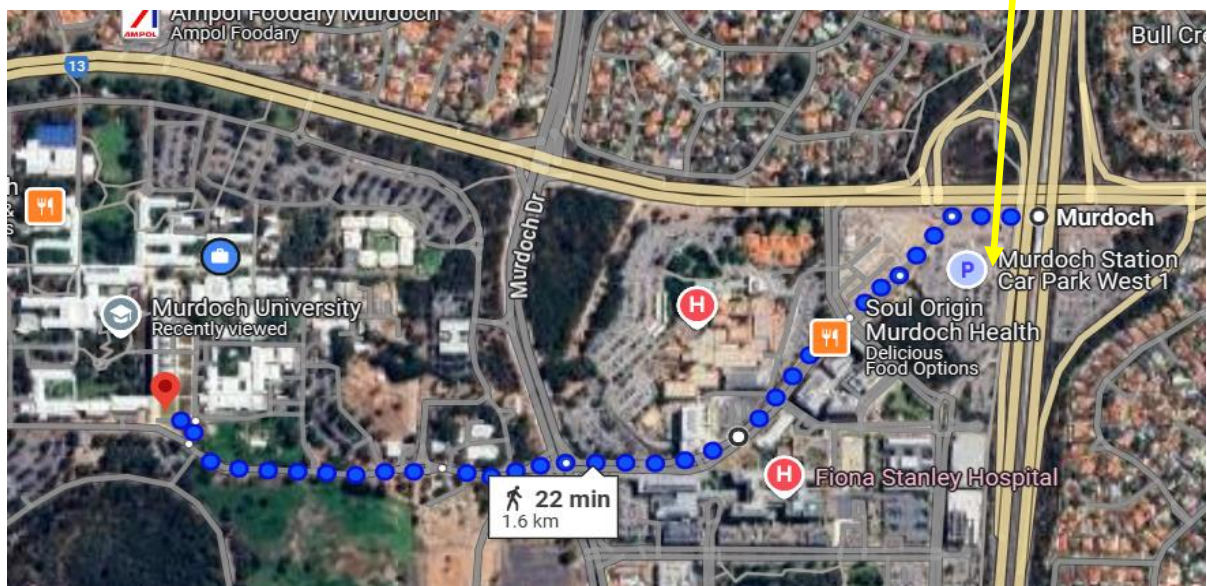 AMPOL
Ampol Foodary Murdoch
Ampol Foodary
Bull Cre
13
Murdoch Dr
h
&
s
Murdoch
Murdoch Station
Car Park West 1
P
H
Murdoch University
Recently viewed
Soul Origin
Murdoch Health
Delicious
Food Options
H
Fiona Stanley Hospital
22 min
1.6 km